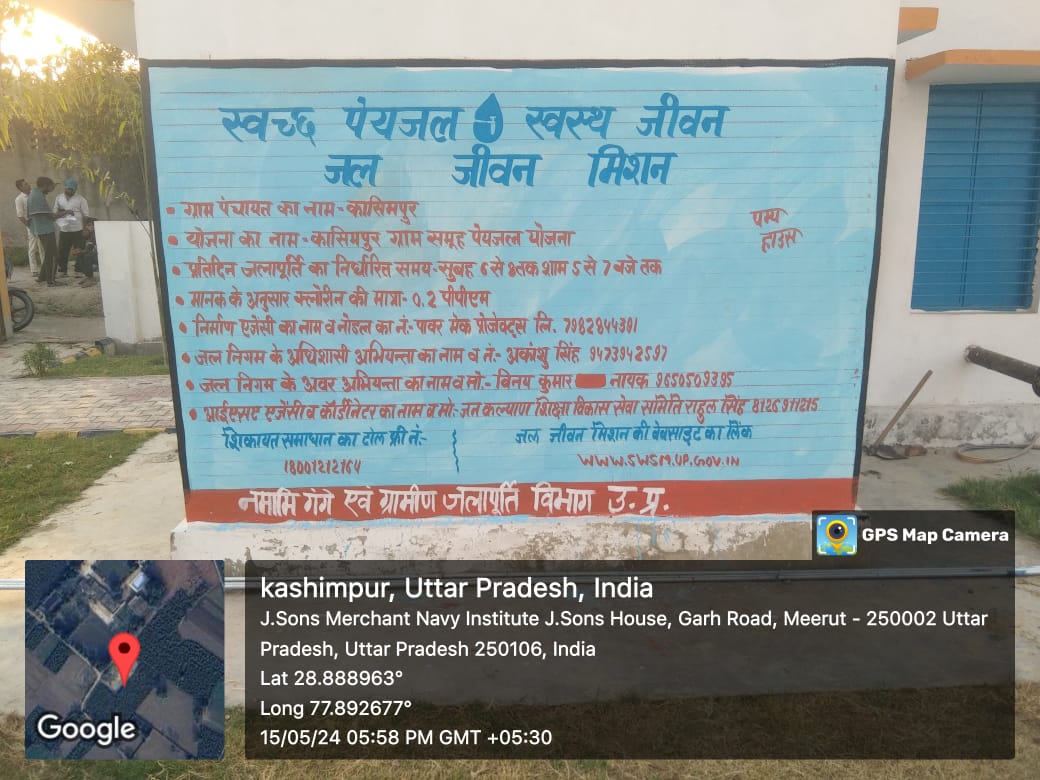 स्वच्छ पेयजल स्वस्थ जीवन
जल जीवन मिशन
• ग्राम पंचायत का नाम - कासिमपुर
पम्प
हाउस
• योजना का नाम - कासिमपुर ग्राम समूह पेयजल योजना
• प्रतिदिन जलापूर्ति का निर्धारित समय - सुबह 6 से 8 तक शाम 5 से 7 बजे तक
• मानक के अनुसार क्लोरीन की मात्रा - 0.2 पीपीएम
• निर्माण एजेंसी का नाम व नोडल का नं:- पावर मेक प्रोजेक्ट्स लि. 7982844381
• जल निगम के अधिशासी अभियन्ता का नाम व नं:- अकांशु सिंह 9473942597
• जल निगम के अवर अभियन्ता का नाम व मो:- विनय कुमार नायक 9650509395
• आईएसए एजेंसी व कॉर्डीनेटर का नाम व मो:- जन कल्याण शिक्षा विकास सेवा समिति राहुल सिंह 8126911215
शिकायत समाधान का टोल फ्री नं:-
18001212164
जल जीवन मिशन की वेबसाइट का लिंक
WWW.SWSM.UP.GOV.IN
नमामि गंगे एवं ग्रामीण जलापूर्ति विभाग उ.प्र.
GPS Map Camera
kashimpur, Uttar Pradesh, India
J.Sons Merchant Navy Institute J.Sons House, Garh Road, Meerut - 250002 Uttar
Pradesh, Uttar Pradesh 250106, India
Lat 28.888963°
Long 77.892677°
15/05/24 05:58 PM GMT +05:30
Google